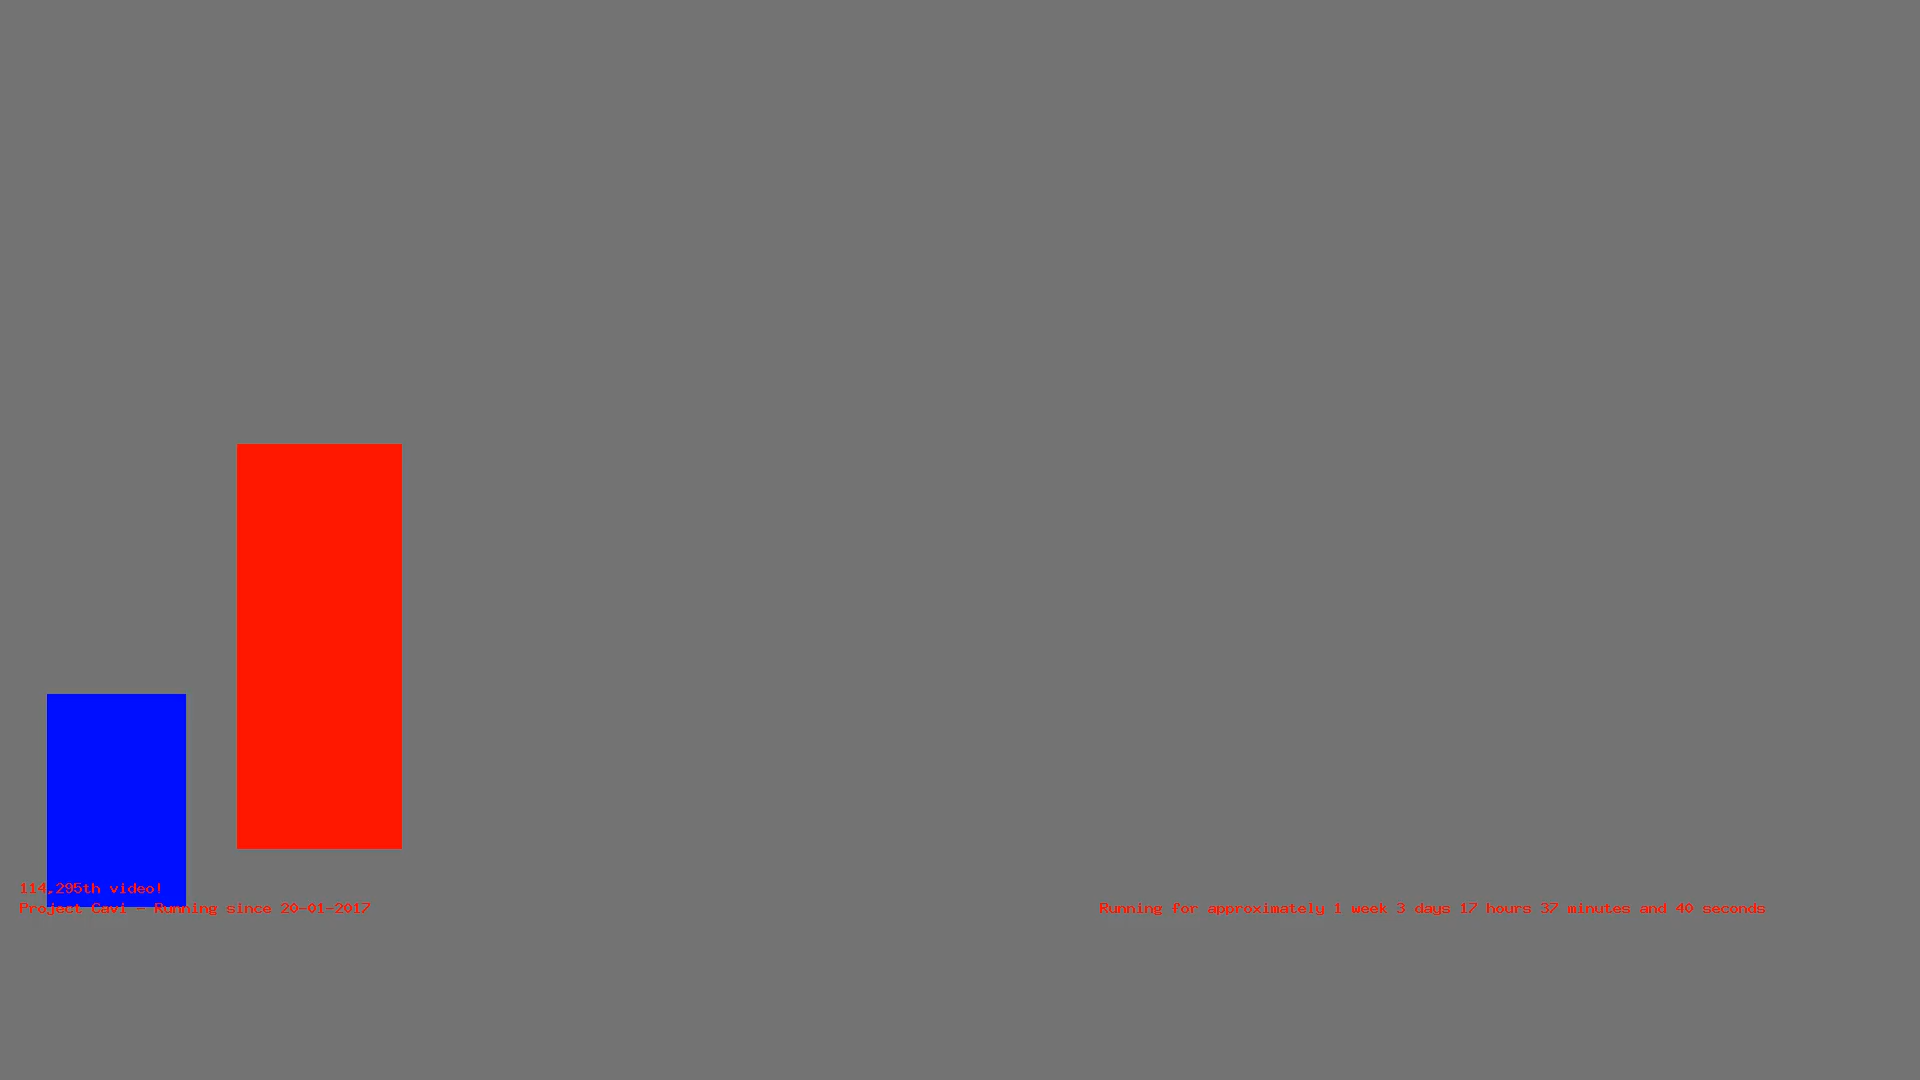 114,295th video!
Project Cavi - Running since 20-01-2017
Running for approximately 1 week 3 days 17 hours 37 minutes and 40 seconds